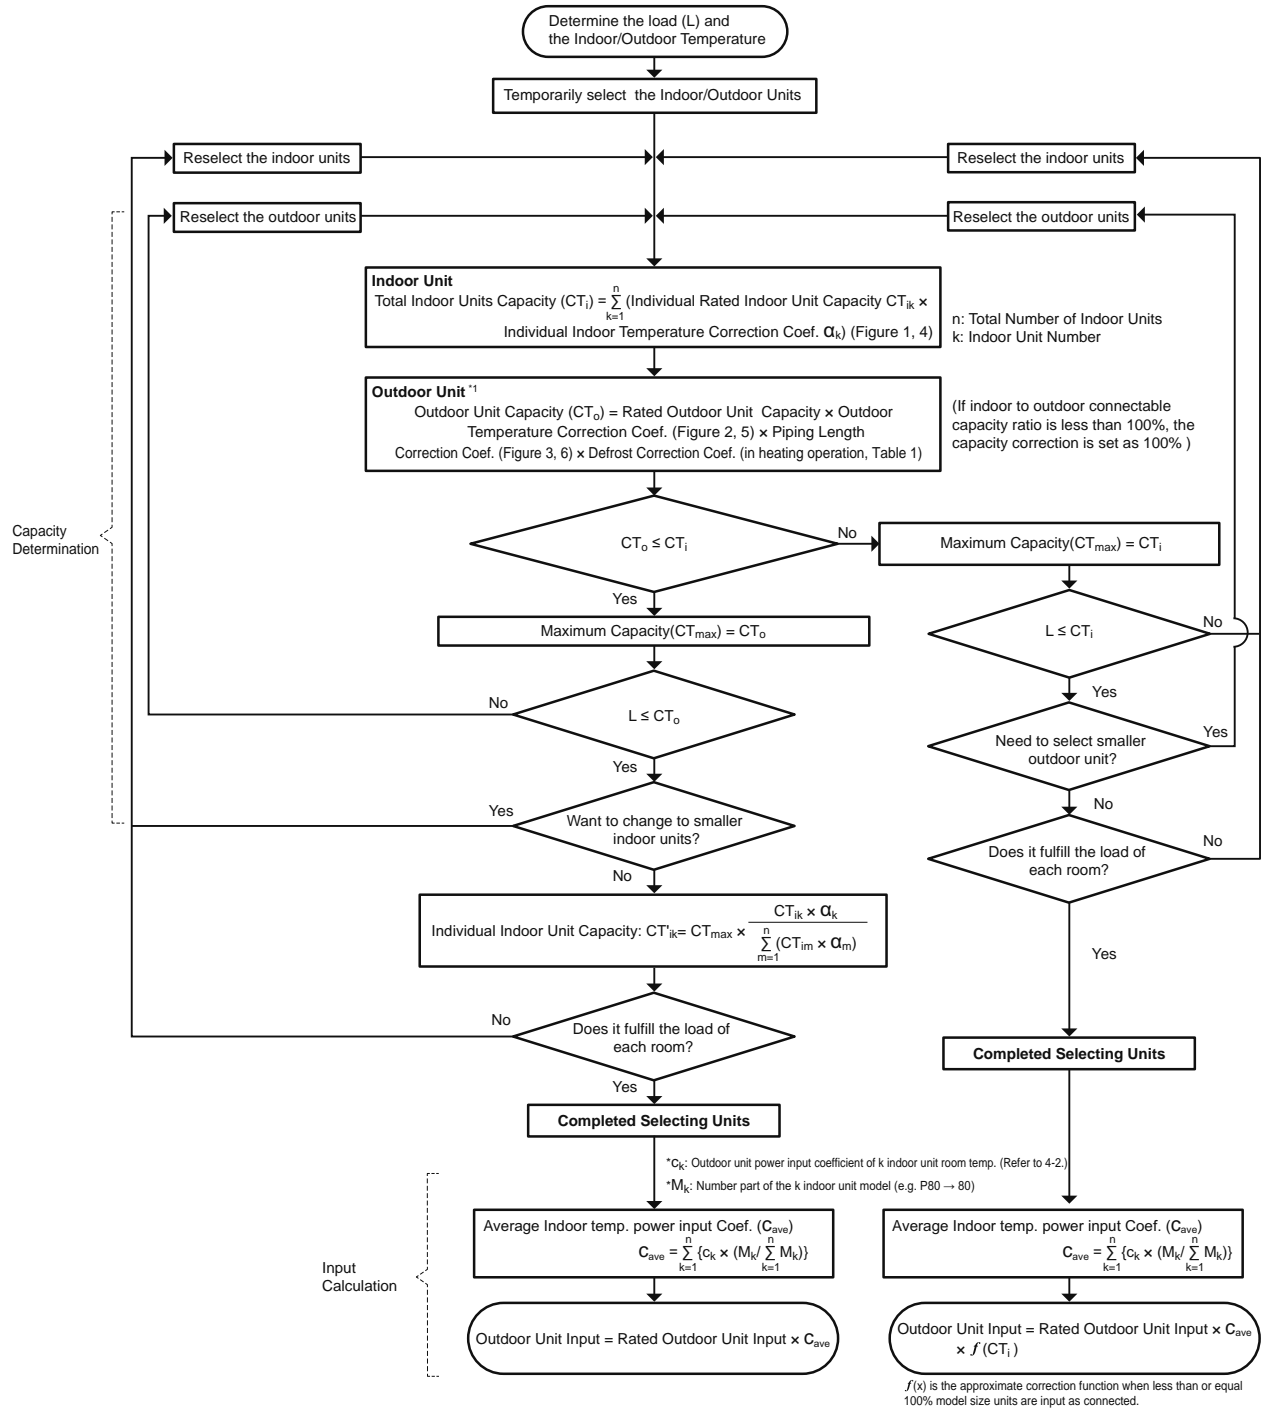 Determine the load (L) and
the Indoor/Outdoor Temperature
Temporarily select the Indoor/Outdoor Units
Reselect the indoor units
Reselect the indoor units
Reselect the outdoor units
Reselect the outdoor units
Indoor Unit
Total Indoor Units Capacity (CTi) = n Σ k=1 (Individual Rated Indoor Unit Capacity CTik ×
Individual Indoor Temperature Correction Coef. αk) (Figure 1, 4)
n: Total Number of Indoor Units
k: Indoor Unit Number
Outdoor Unit *1
Outdoor Unit Capacity (CTo) = Rated Outdoor Unit Capacity × Outdoor
Temperature Correction Coef. (Figure 2, 5) × Piping Length
Correction Coef. (Figure 3, 6) × Defrost Correction Coef. (in heating operation, Table 1)
(If indoor to outdoor connectable
capacity ratio is less than 100%, the
capacity correction is set as 100% )
Capacity
Determination
CTo ≤ CTi
No
Maximum Capacity(CTmax) = CTi
Yes
Maximum Capacity(CTmax) = CTo
L ≤ CTi
No
Yes
L ≤ CTo
No
Yes
Need to select smaller
outdoor unit?
Yes
No
Want to change to smaller
indoor units?
Yes
No
Does it fulfill the load of
each room?
No
Yes
Individual Indoor Unit Capacity: CT'ik= CTmax × CTik × αk / n Σ m=1 (CTim × αm)
Does it fulfill the load of
each room?
No
Yes
Completed Selecting Units
Completed Selecting Units
*ck: Outdoor unit power input coefficient of k indoor unit room temp. (Refer to 4-2.)
*Mk: Number part of the k indoor unit model (e.g. P80 → 80)
Input
Calculation
Average Indoor temp. power input Coef. (Cave)
Cave = n Σ k=1 {ck × (Mk/ n Σ k=1 Mk)}
Average Indoor temp. power input Coef. (Cave)
Cave = n Σ k=1 {ck × (Mk/ n Σ k=1 Mk)}
Outdoor Unit Input = Rated Outdoor Unit Input × Cave
Outdoor Unit Input = Rated Outdoor Unit Input × Cave
× f (CTi )
f(x) is the approximate correction function when less than or equal
100% model size units are input as connected.